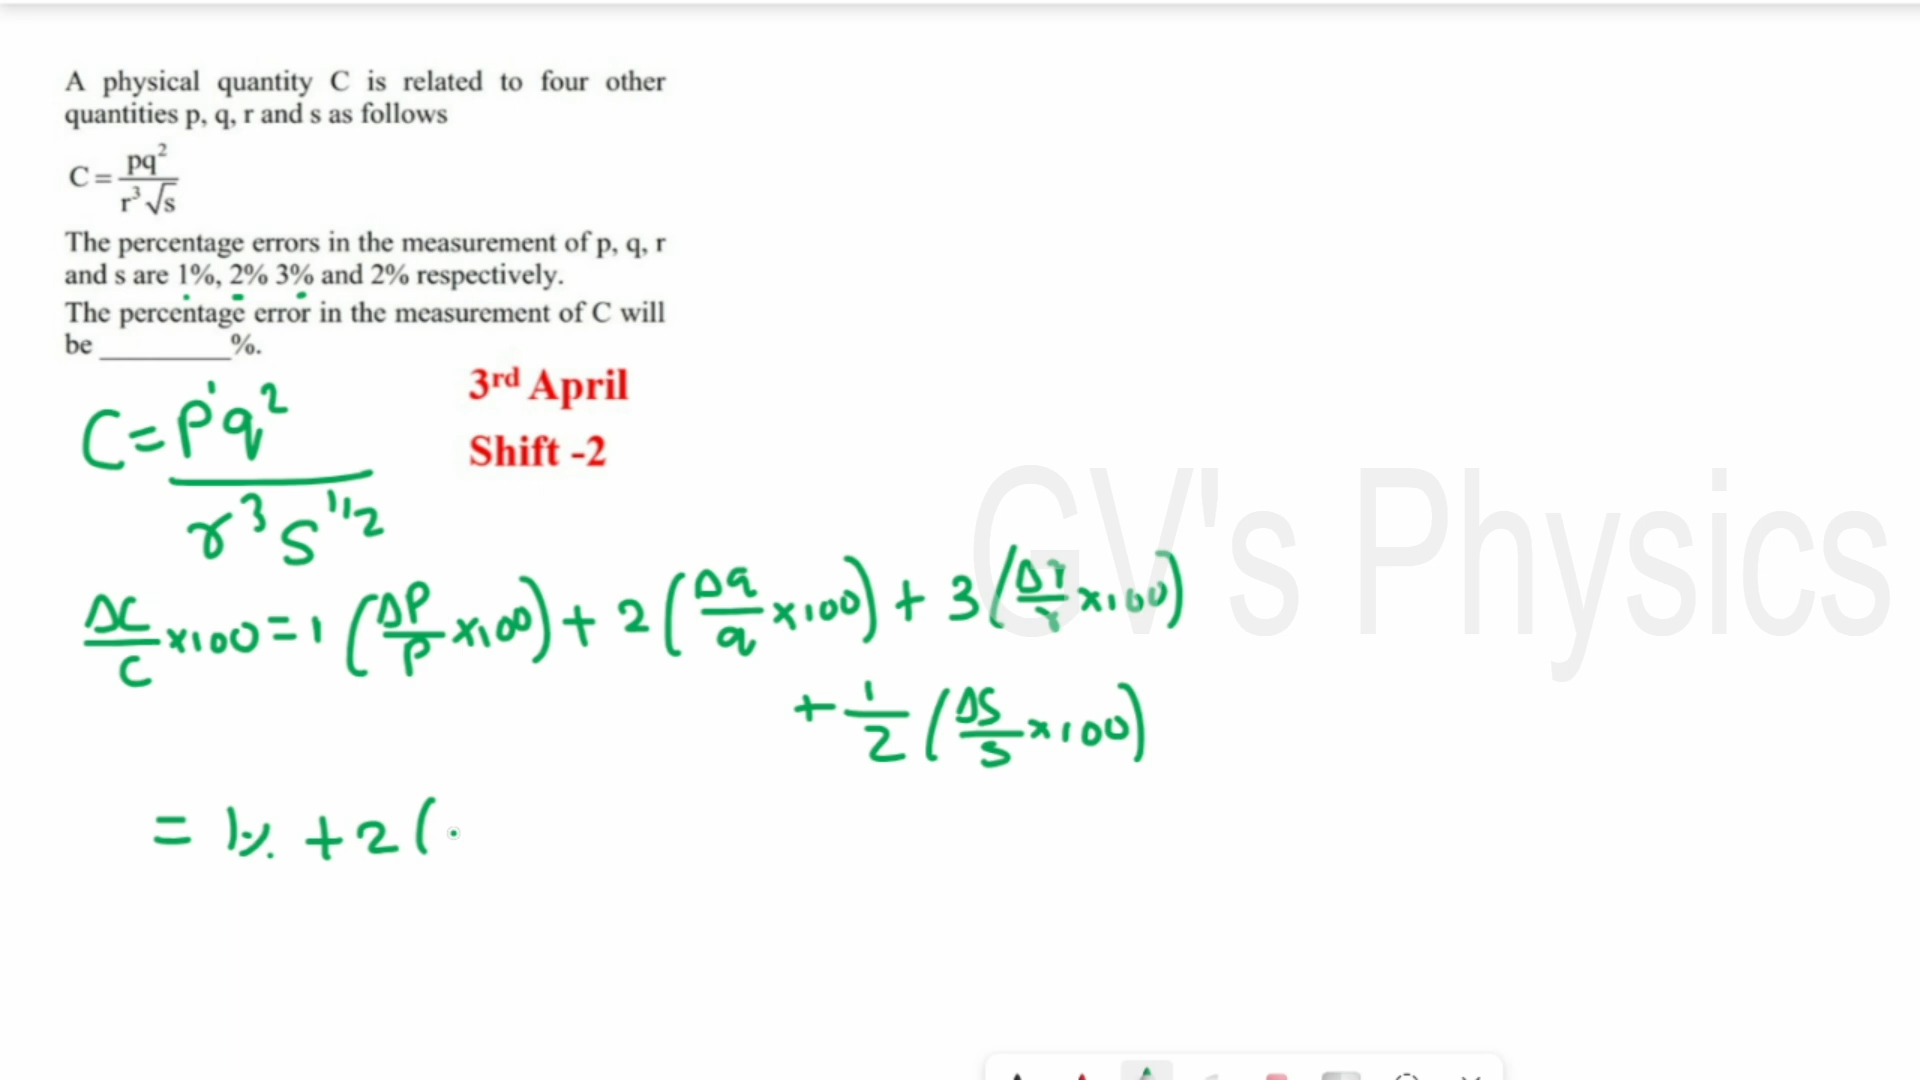 A physical quantity C is related to four other
quantities p, q, r and s as follows
C = pq² / r³√s
The percentage errors in the measurement of p, q, r
and s are 1%, 2% 3% and 2% respectively.
The percentage error in the measurement of C will
be _________%.
3rd April
Shift -2
C = p¹q² / r³s^1/2
ΔC/C ×100 = 1 (ΔP/P ×100) + 2 (Δq/q ×100) + 3 (Δr/r ×100)
+ 1/2 (ΔS/S ×100)
= 1% + 2 (
GV's Physics